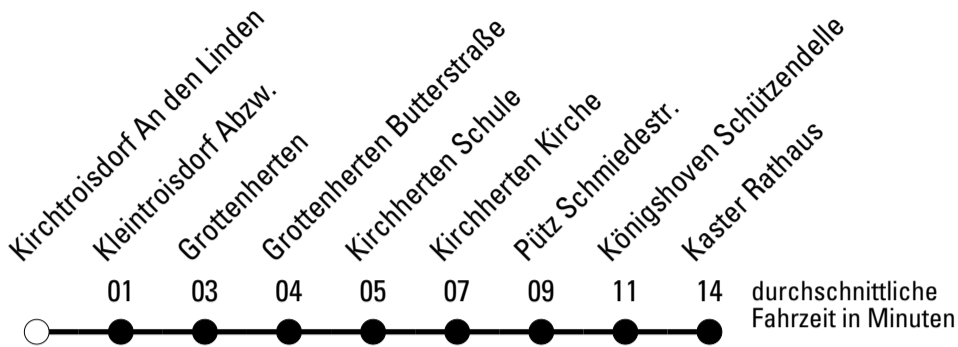 Kirchtroisdorf An den Linden
Kleintroisdorf Abzw.
Grottenherten
Grottenherten Butterstraße
Kirchherten Schule
Kirchherten Kirche
Pütz Schmiedestr.
Königshoven Schützendelle
Kaster Rathaus
01 03 04 05 07 09 11 14
durchschnittliche
Fahrzeit in Minuten